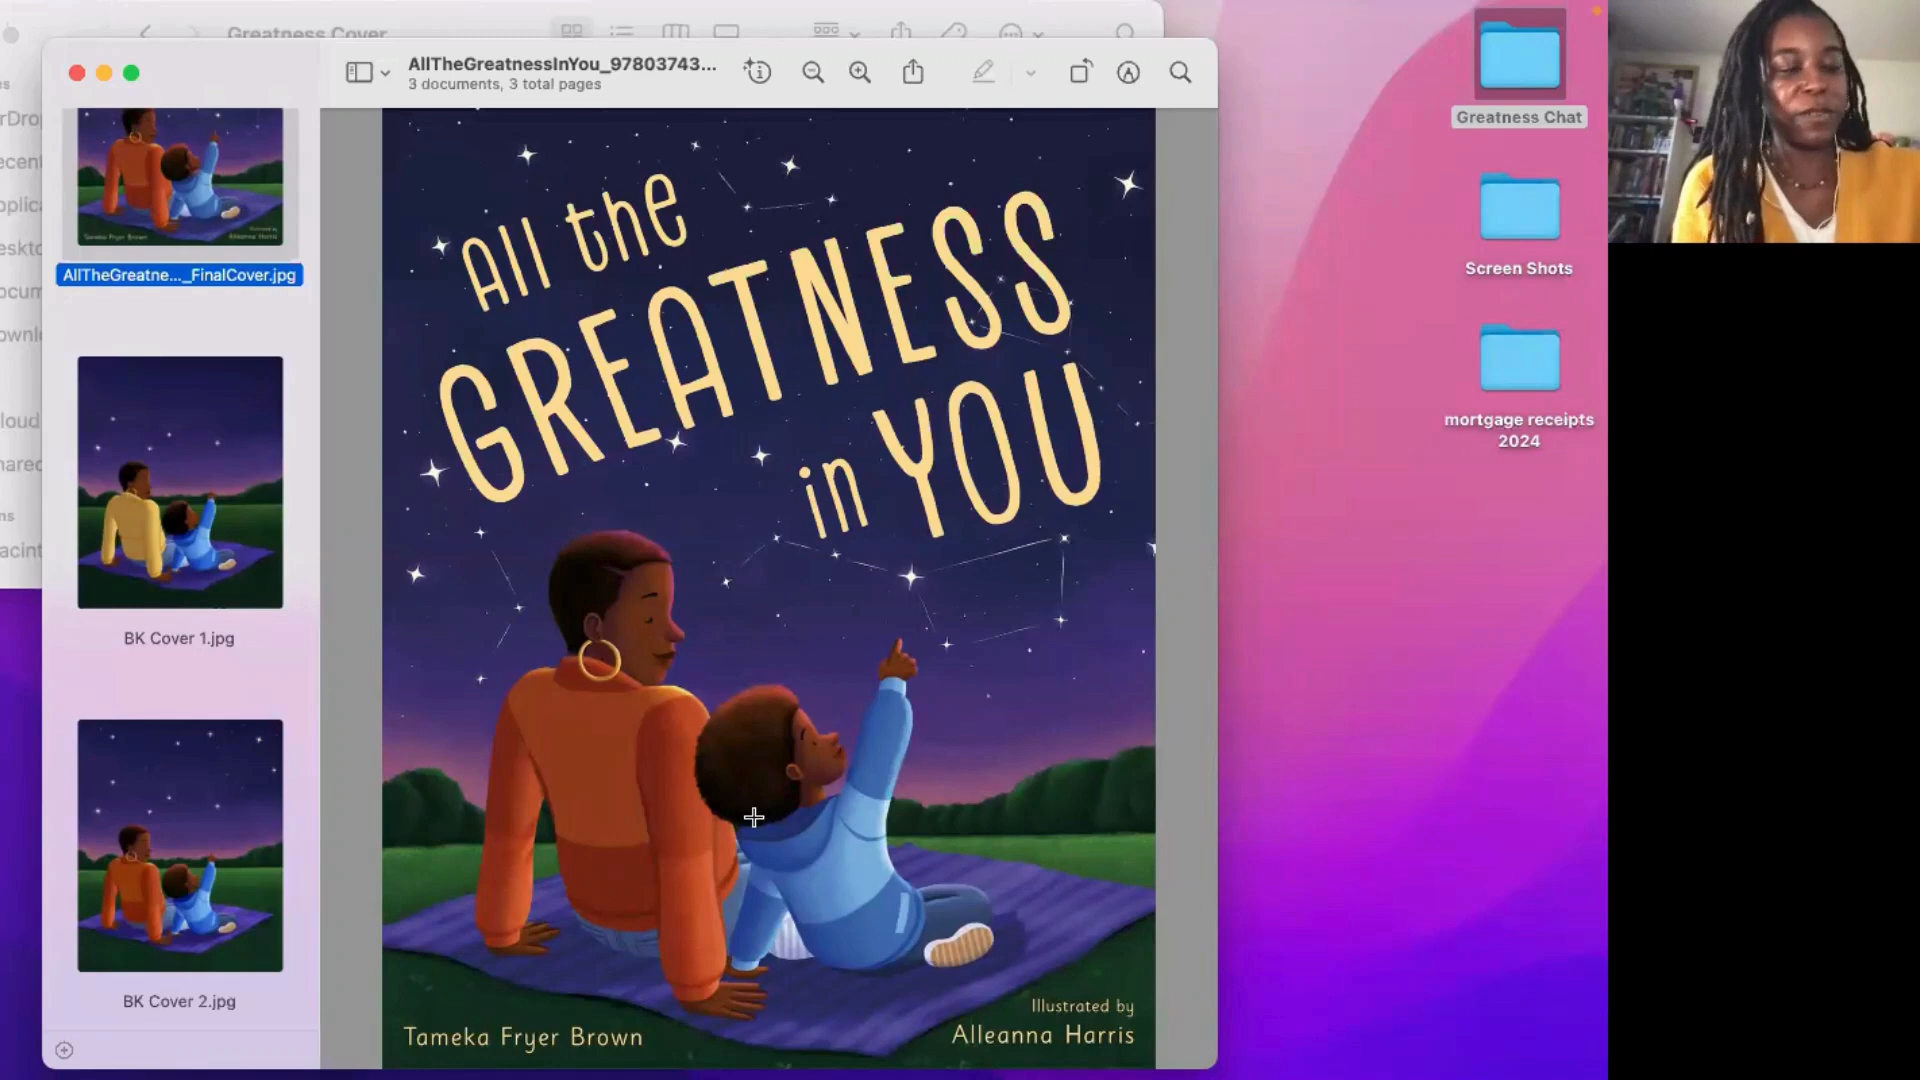 Greatness Cover
AllTheGreatnessInYou_97803743...
3 documents, 3 total pages
AllTheGreatne..._FinalCover.jpg
BK Cover 1.jpg
BK Cover 2.jpg
All the
GREATNESS
in YOU
Tameka Fryer Brown
Illustrated by
Alleanna Harris
Greatness Chat
Screen Shots
mortgage receipts
2024